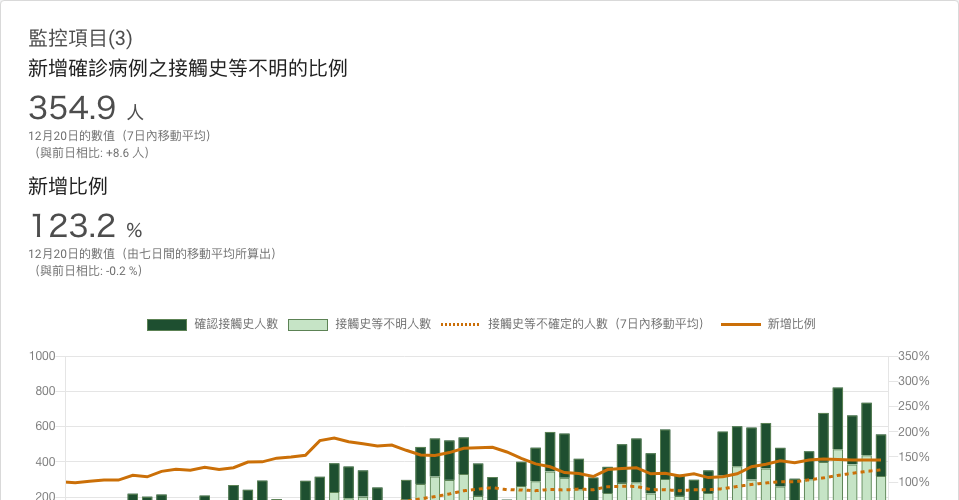 監控項目(3)
新增確診病例之接觸史等不明的比例
354.9 人
12月20日的數值（7日內移動平均）
（與前日相比: +8.6 人）
新增比例
123.2 %
12月20日的數值（由七日間的移動平均所算出）
（與前日相比: -0.2 %）
確認接觸史人數 接觸史等不明人數 接觸史等不確定的人數（7日內移動平均） 新增比例
1000 350%
800 300%
250%
600 200%
400 150%
100%
200